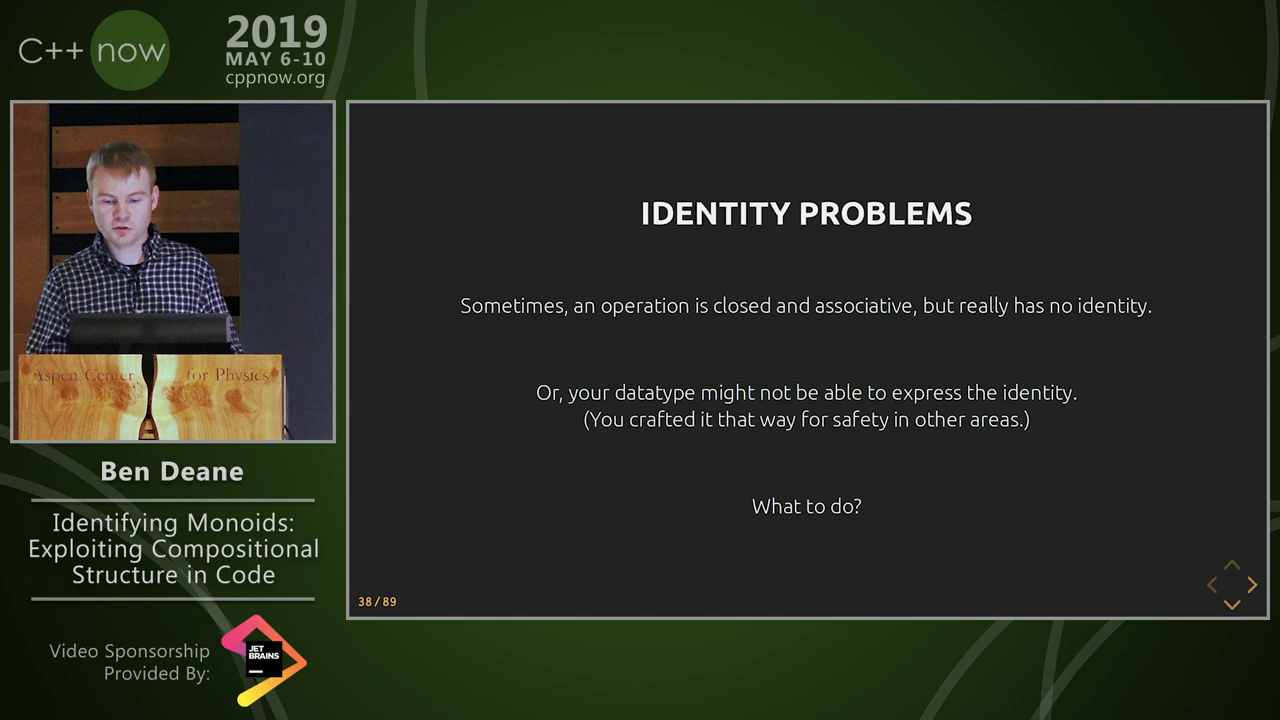 C++ now
2019
MAY 6-10
cppnow.org
Aspen Center for Physics
Ben Deane
Identifying Monoids:
Exploiting Compositional
Structure in Code
Video Sponsorship
Provided By:
JET
BRAINS
IDENTITY PROBLEMS
Sometimes, an operation is closed and associative, but really has no identity.
Or, your datatype might not be able to express the identity.
(You crafted it that way for safety in other areas.)
What to do?
38/89